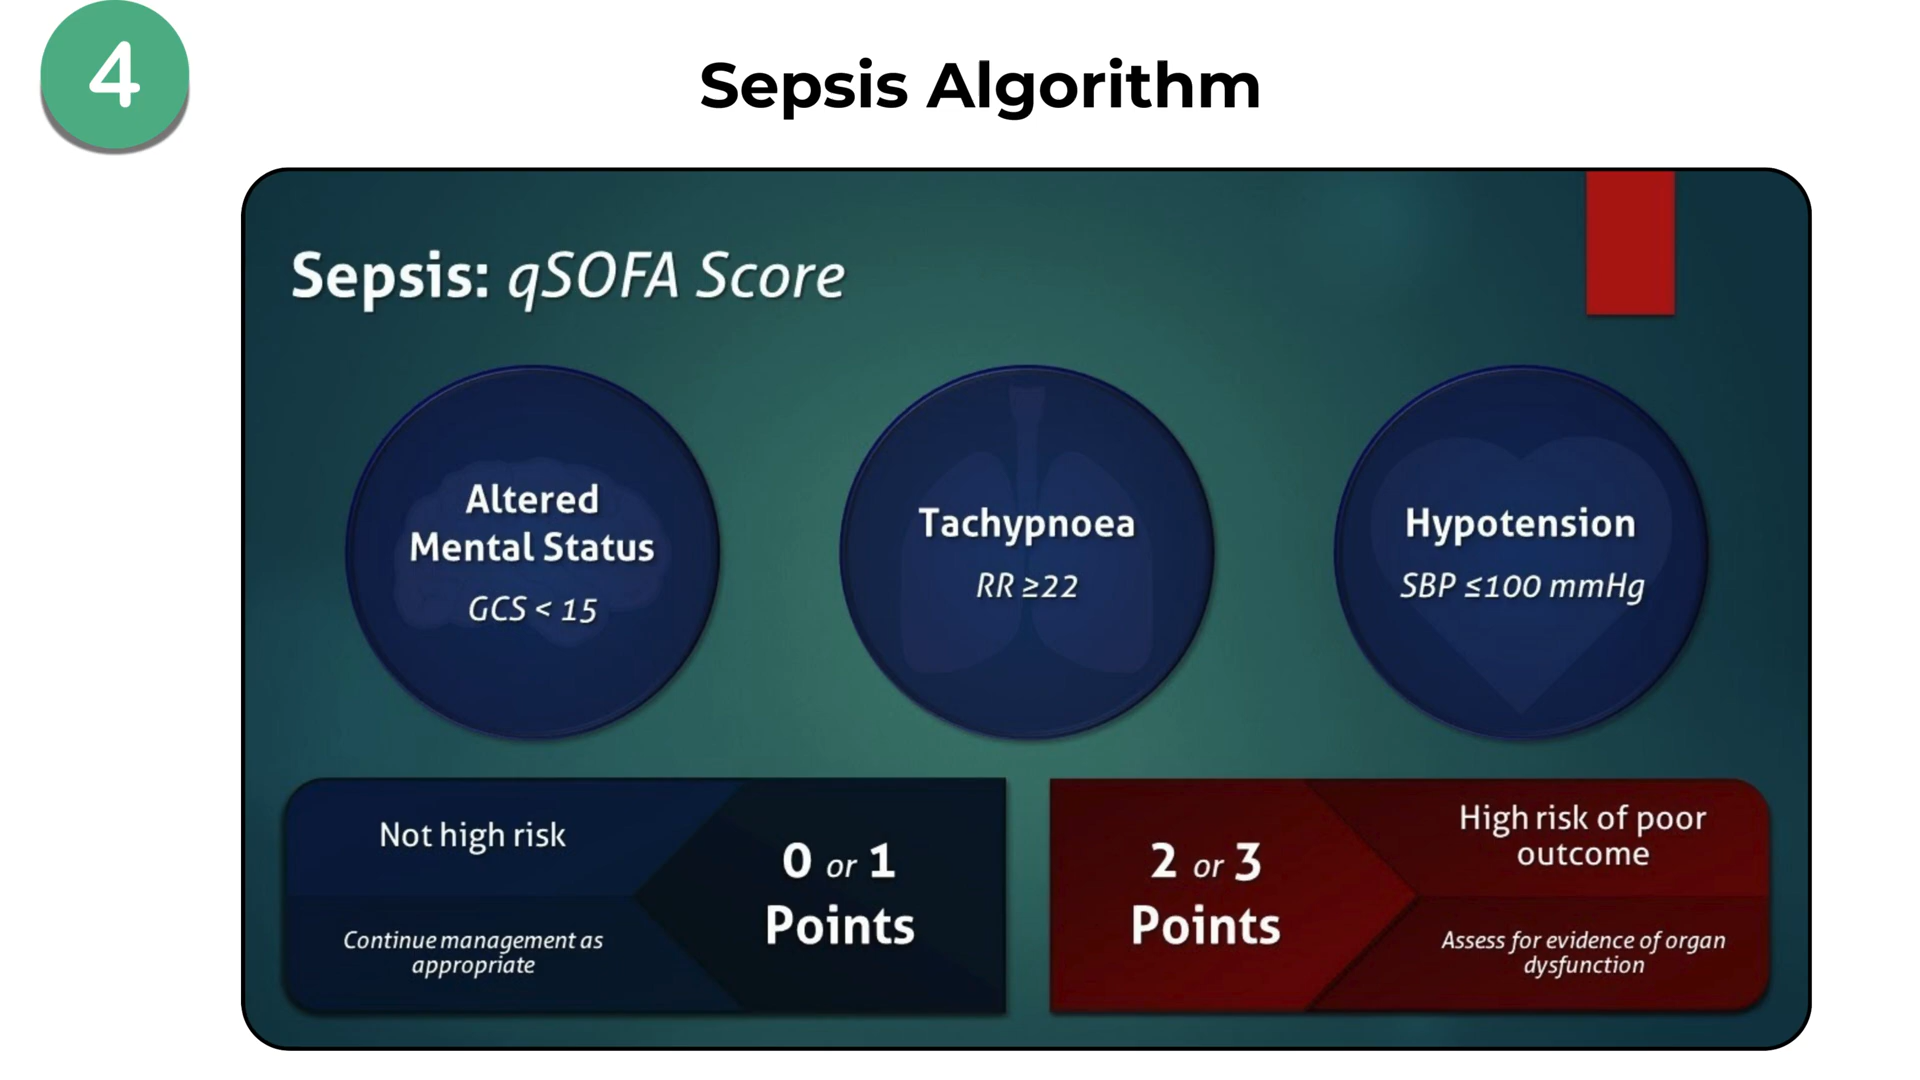 4
Sepsis Algorithm
Sepsis: qSOFA Score
Altered
Mental Status
GCS < 15
Tachypnoea
RR ≥22
Hypotension
SBP ≤100 mmHg
Not high risk
Continue management as
appropriate
0 or 1
Points
2 or 3
Points
High risk of poor
outcome
Assess for evidence of organ
dysfunction